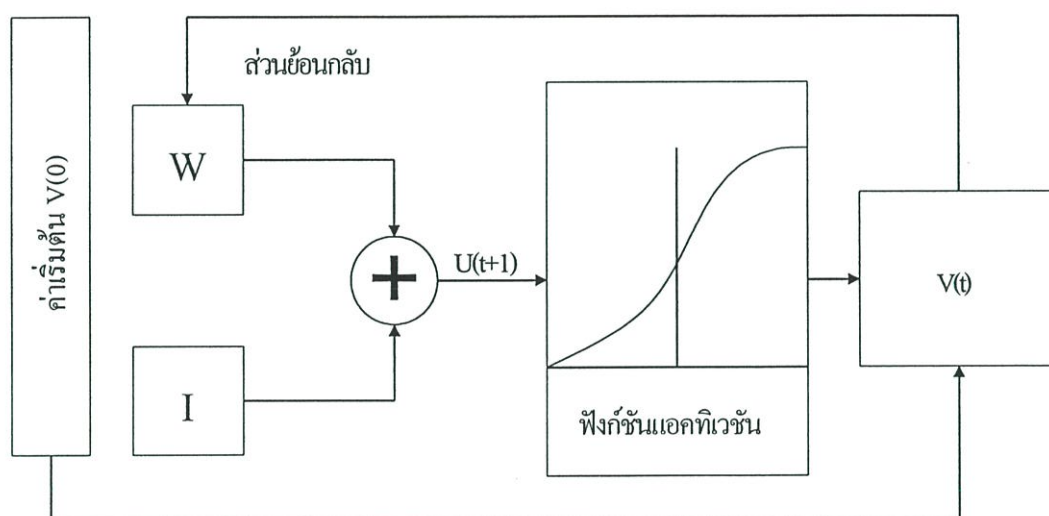 ส่วนย้อนกลับ
ค่าเริ่มต้น V(0)
W
U(t+1)
+
V(t)
I
ฟังก์ชันแอคทิเวชัน